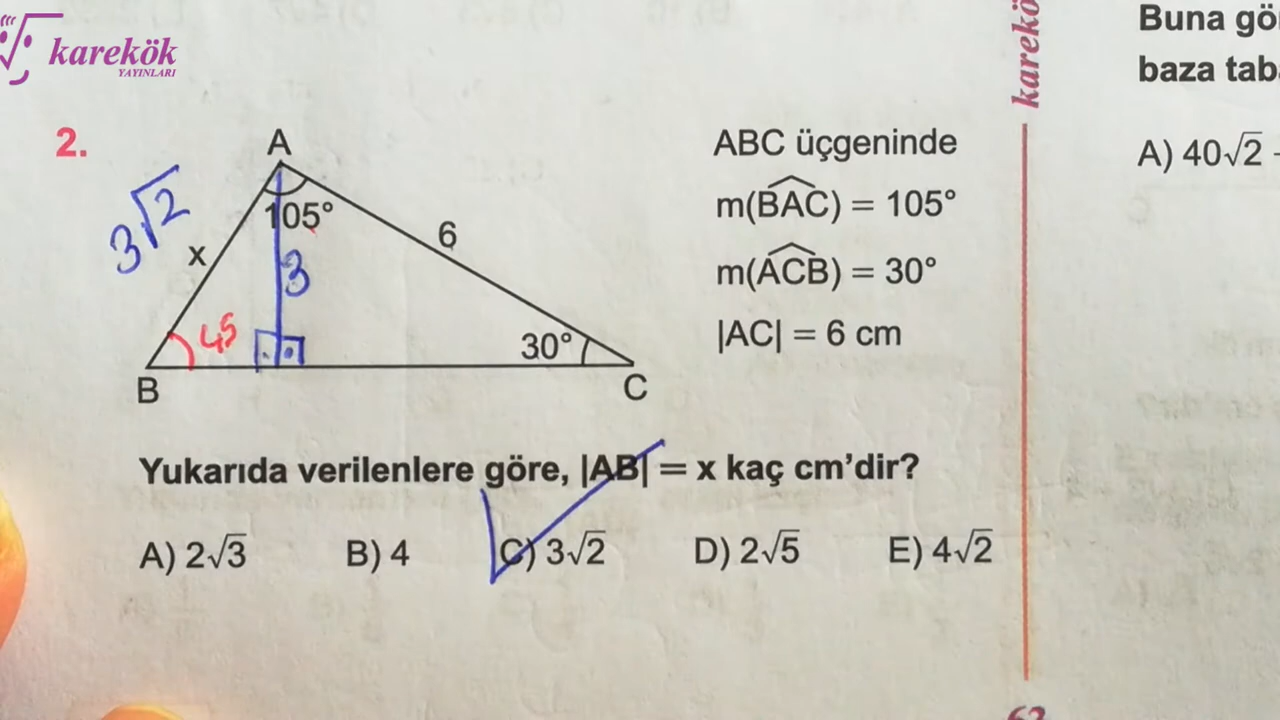 karekök
YAYINLARI
2.
A
105°
6
x
3√2
3
45
30°
B
C
ABC üçgeninde
m(BAC) = 105°
m(ACB) = 30°
|AC| = 6 cm
Yukarıda verilenlere göre, |AB| = x kaç cm'dir?
A) 2√3 B) 4 C) 3√2 D) 2√5 E) 4√2
karekö
Buna gö
baza tab
A) 40√2 -